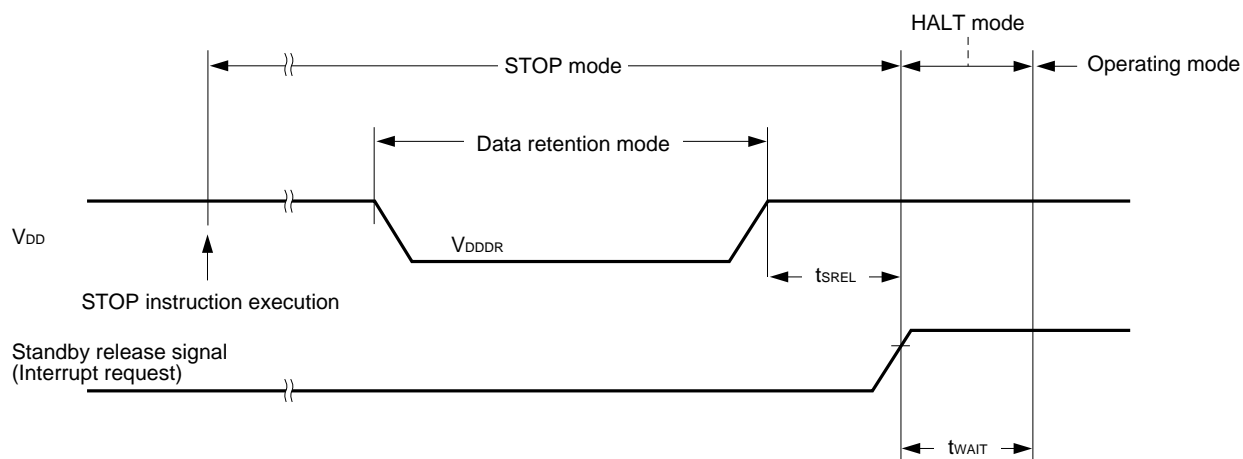 HALT mode
STOP mode
Operating mode
Data retention mode
VDD
VDDDR
tSREL
STOP instruction execution
Standby release signal
(Interrupt request)
tWAIT